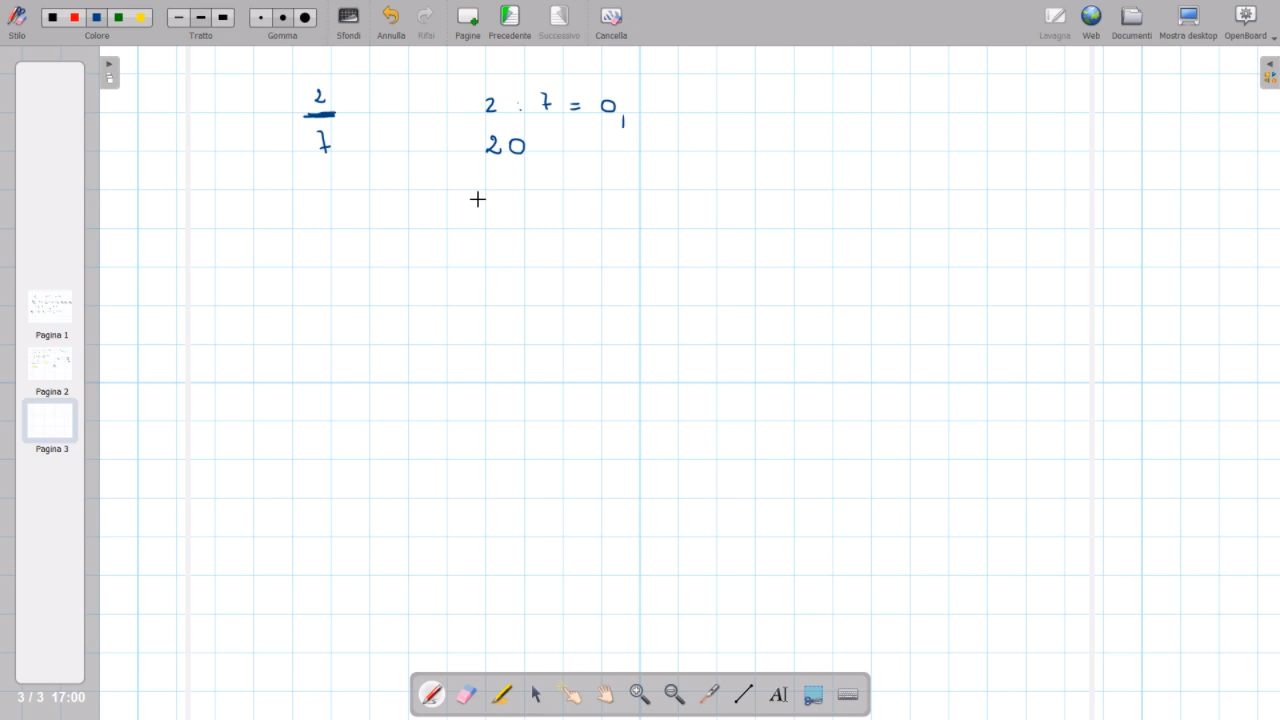 Stilo Colore Tratto Gomma Sfondi Annulla Rifai Pagine Precedente Successivo Cancella Lavagna Web Documenti Mostra desktop OpenBoard
2
7
2 : 7 = 0,
20
Pagina 1
Pagina 2
Pagina 3
3 / 3 17:00
AI